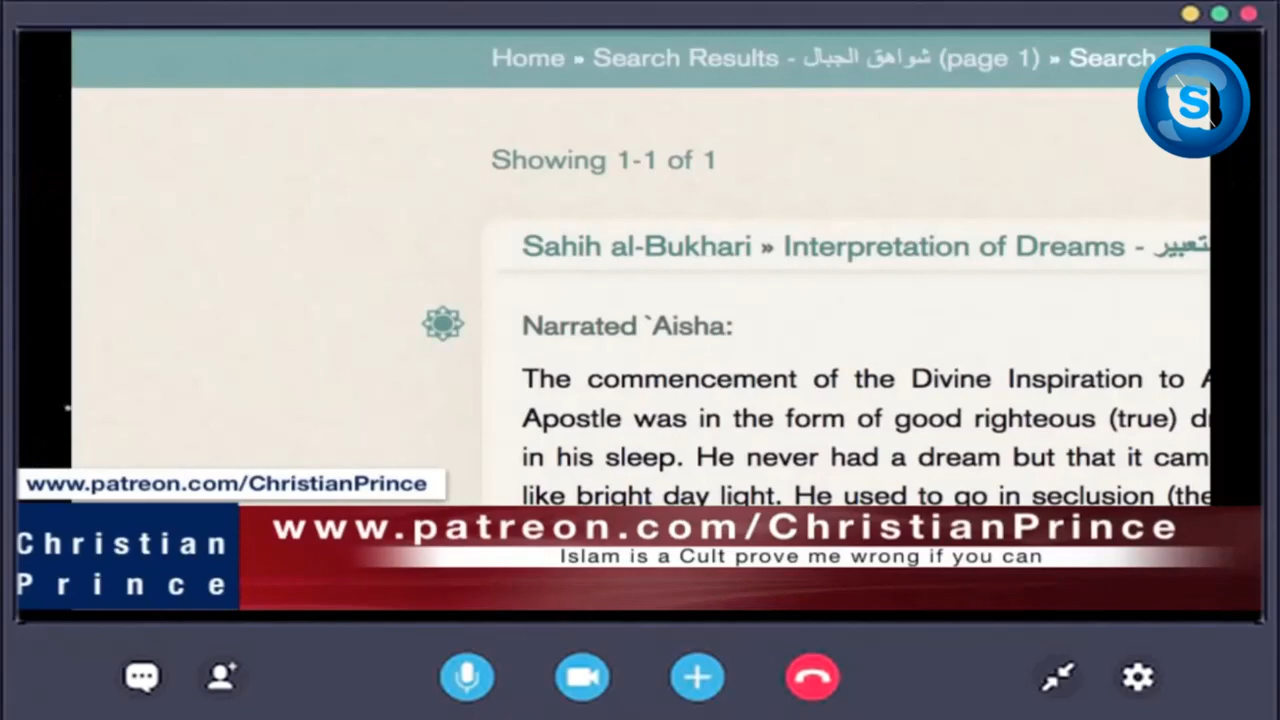 Home » Search Results - شواهق الجبال (page 1) » Search
Showing 1-1 of 1
Sahih al-Bukhari » Interpretation of Dreams - تعبير
Narrated `Aisha:
The commencement of the Divine Inspiration to A
Apostle was in the form of good righteous (true) d
in his sleep. He never had a dream but that it cam
like bright day light. He used to go in seclusion (the
www.patreon.com/ChristianPrince
Christian
Prince
www.patreon.com/ChristianPrince
Islam is a Cult prove me wrong if you can
S